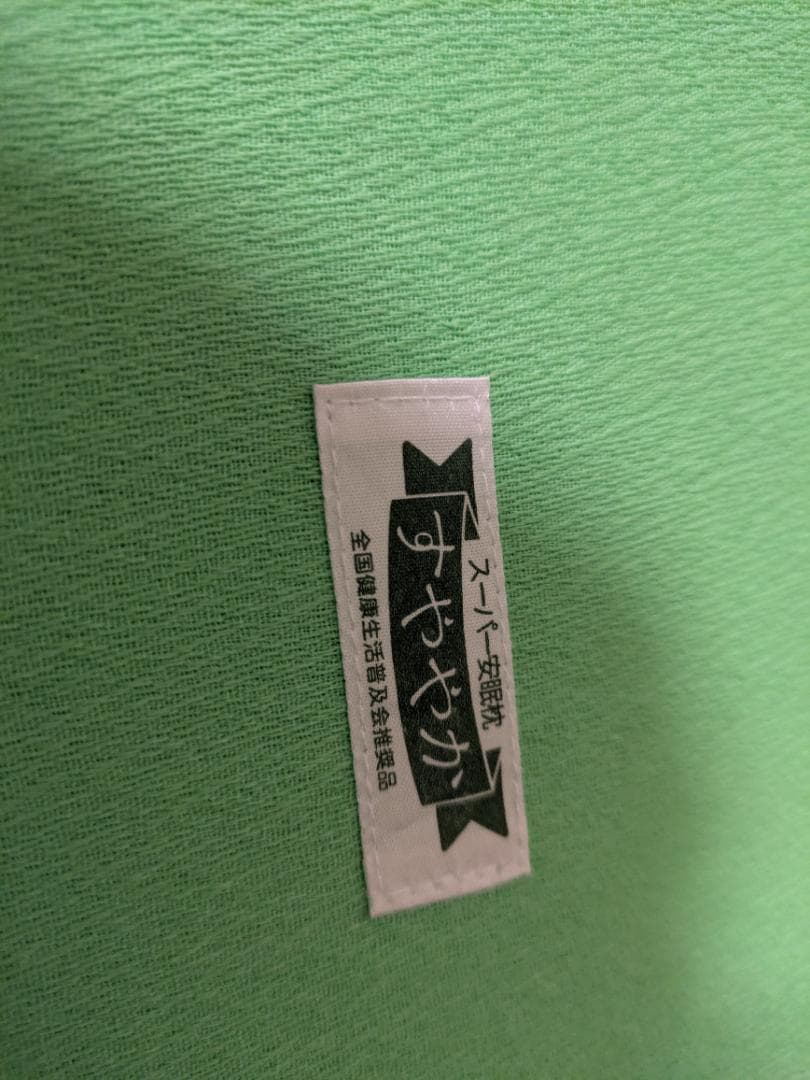 スーパー安眠枕
すややか
全国健康生活普及会推奨品